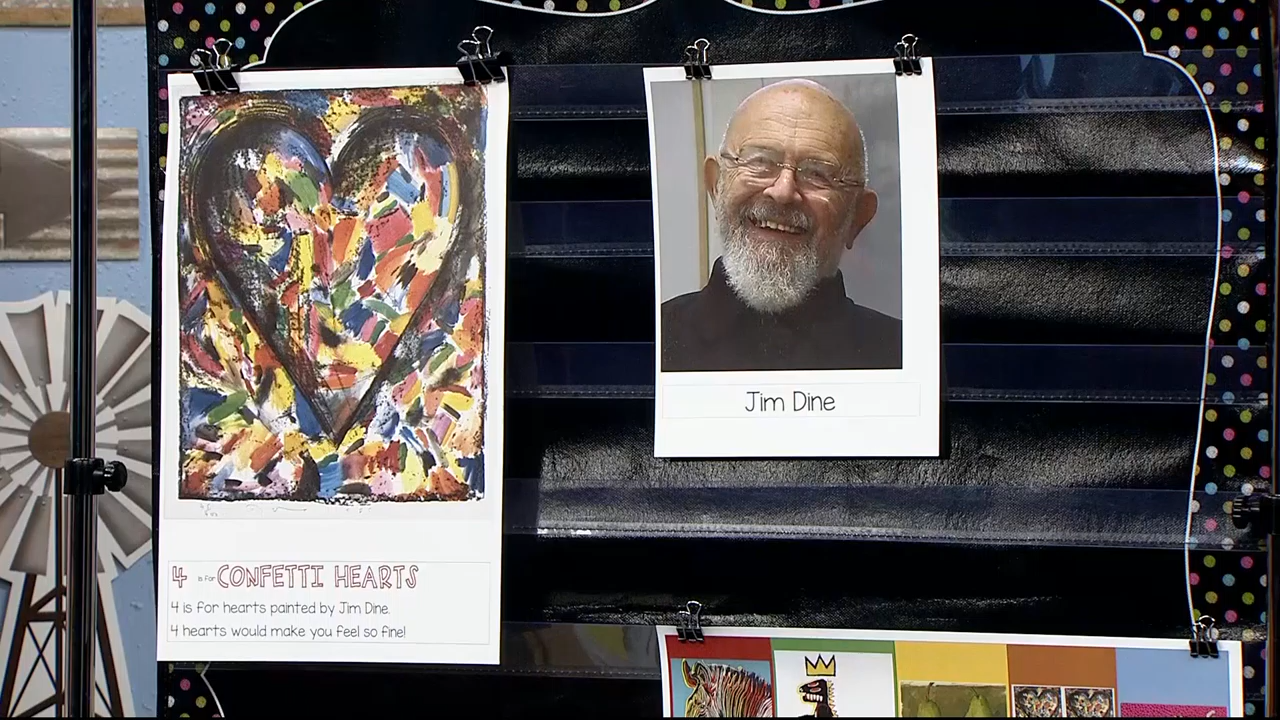 4 is for CONFETTI HEARTS
4 is for hearts painted by Jim Dine.
4 hearts would make you feel so fine!
Jim Dine